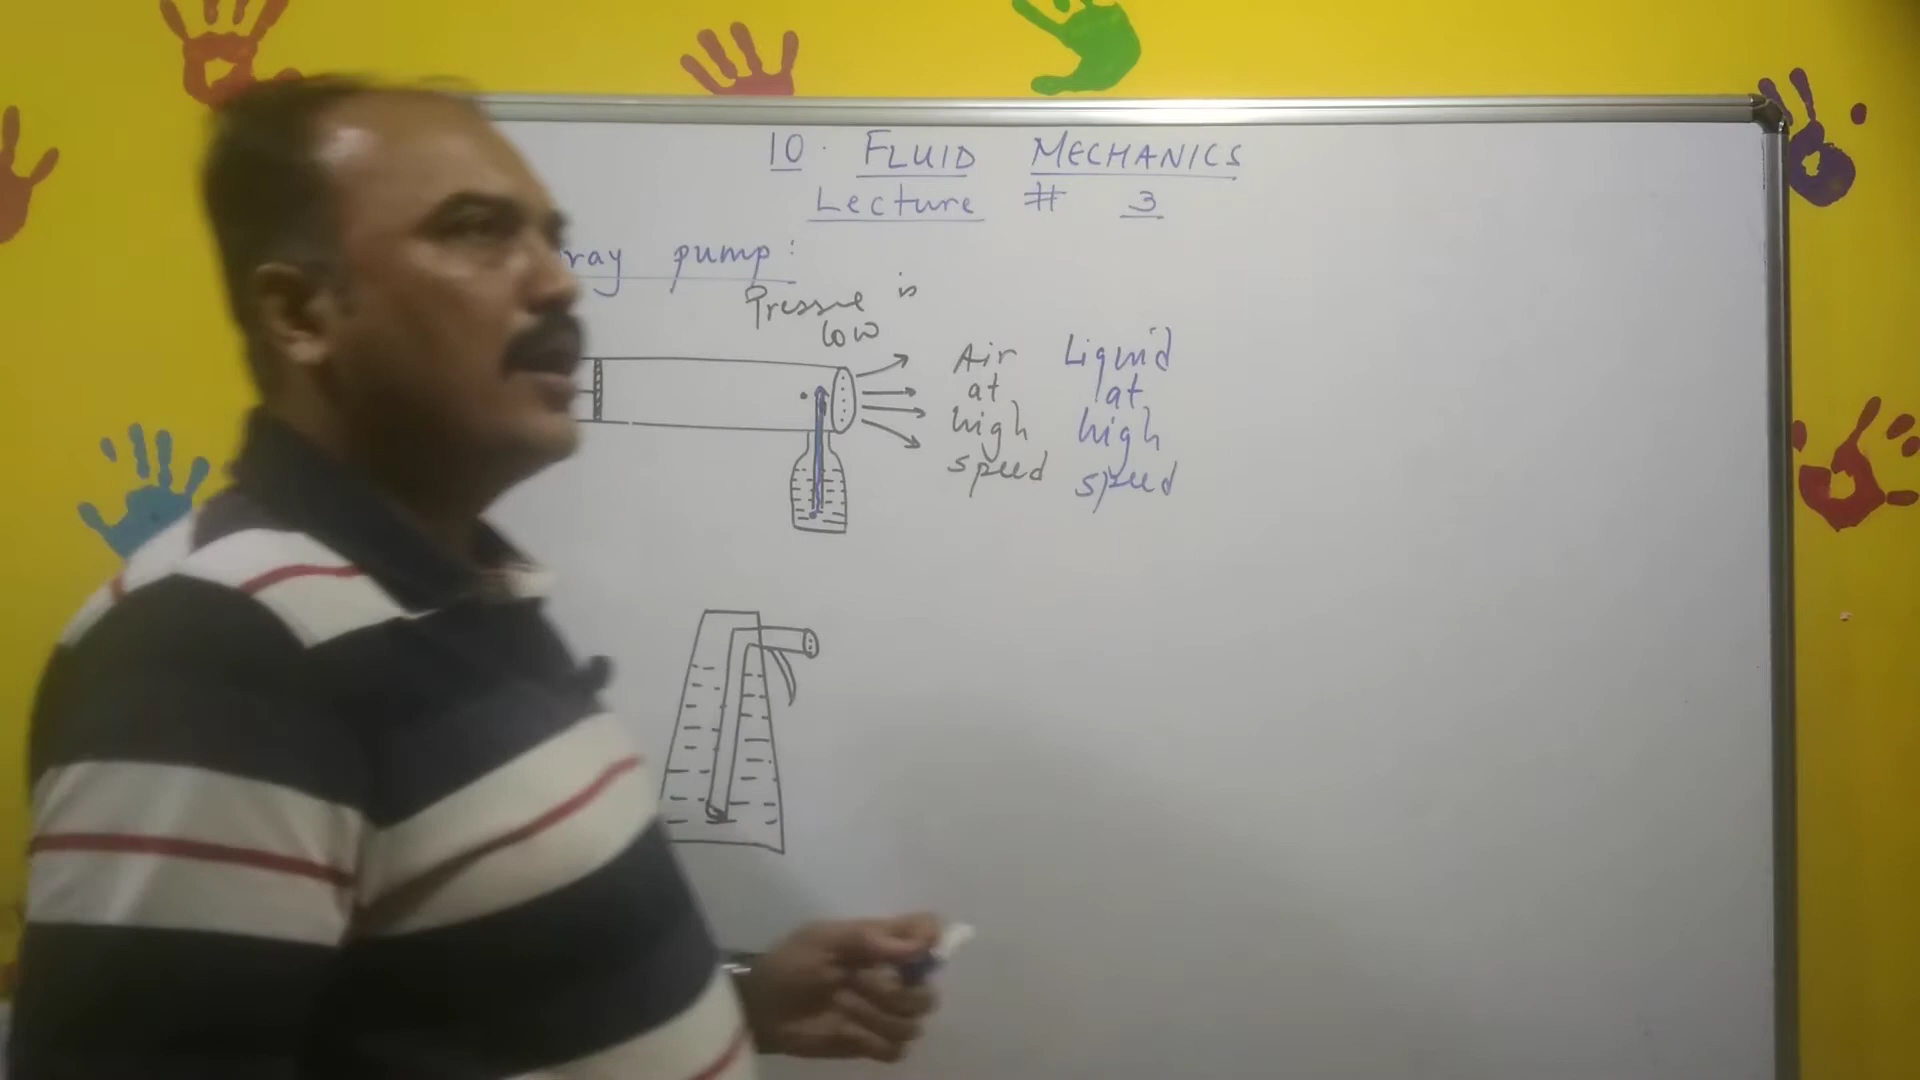 10. FLUID MECHANICS
Lecture # 3
ray pump:
Pressure is
low
Air
at
high
speed
Liquid
at
high
speed